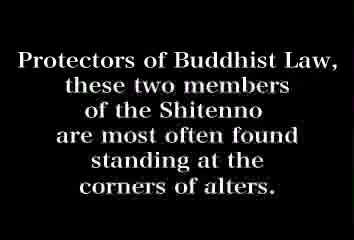 Protectors of Buddhist Law,
these two members
of the Shitenno
are most often found
standing at the
corners of alters.